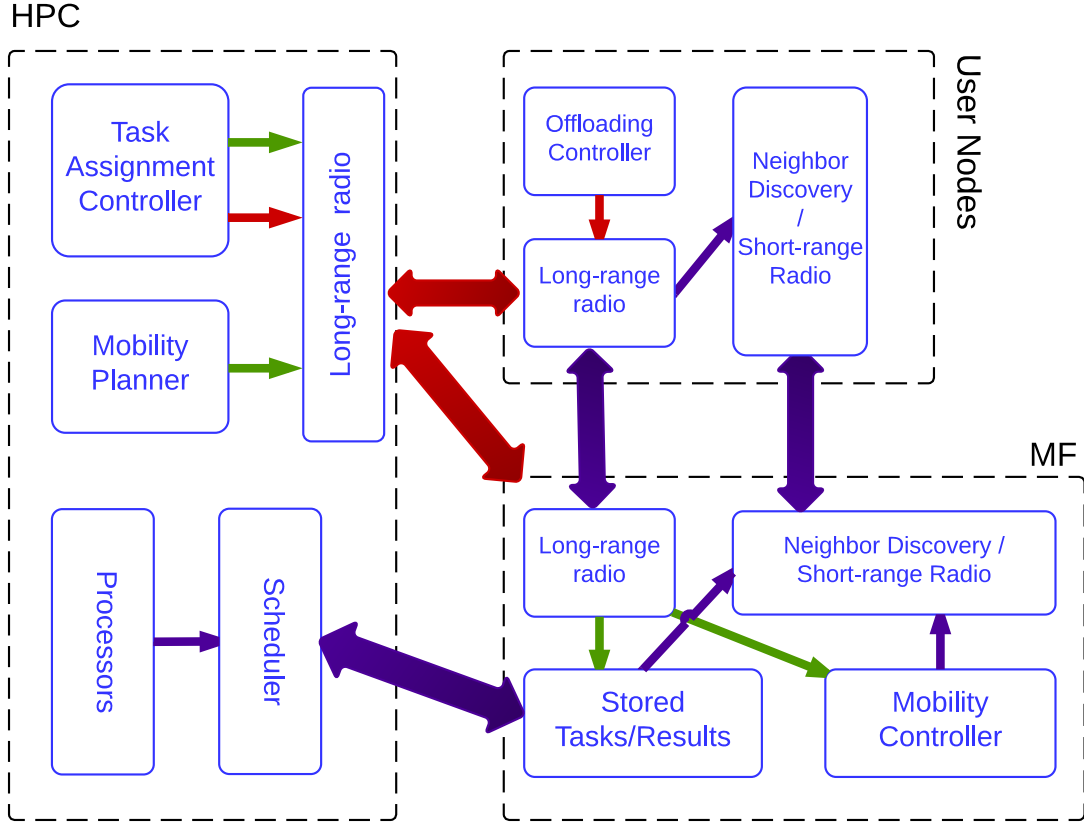 HPC
Task
Assignment
Controller
Long-range radio
Mobility
Planner
Processors
Scheduler
User Nodes
Offloading
Controller
Neighbor
Discovery
/
Short-range
Radio
Long-range
radio
MF
Long-range
radio
Neighbor Discovery /
Short-range Radio
Stored
Tasks/Results
Mobility
Controller